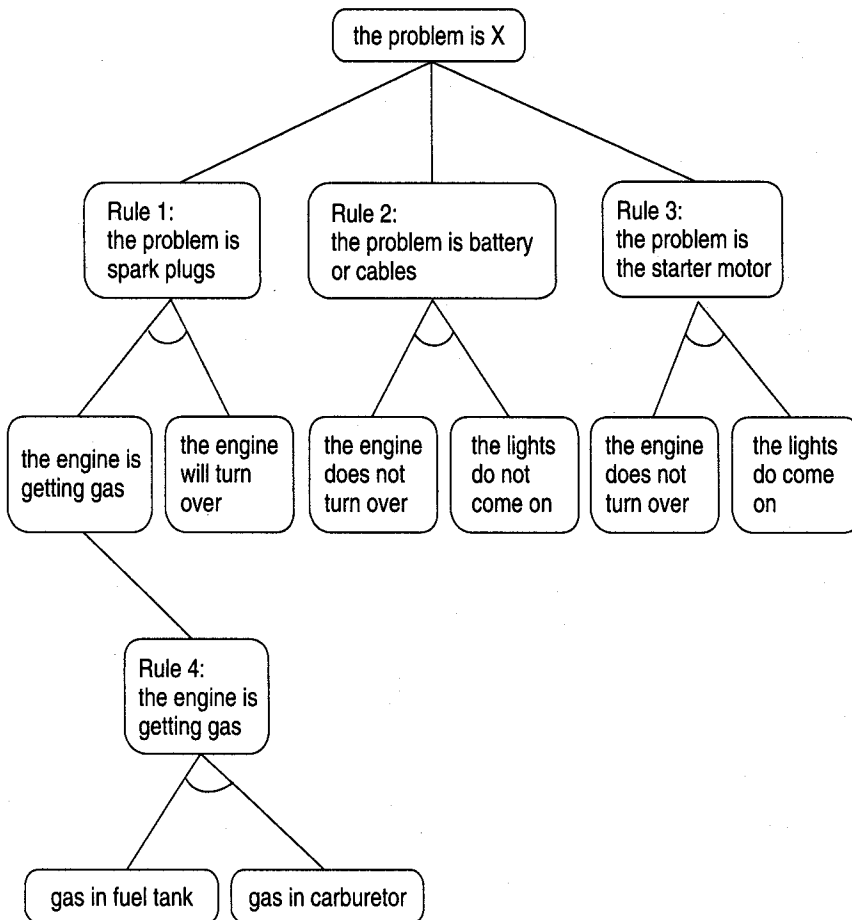 the problem is X
Rule 1:
the problem is
spark plugs
Rule 2:
the problem is battery
or cables
Rule 3:
the problem is
the starter motor
the engine is
getting gas
the engine
will turn
over
the engine
does not
turn over
the lights
do not
come on
the engine
does not
turn over
the lights
do come
on
Rule 4:
the engine is
getting gas
gas in fuel tank
gas in carburetor